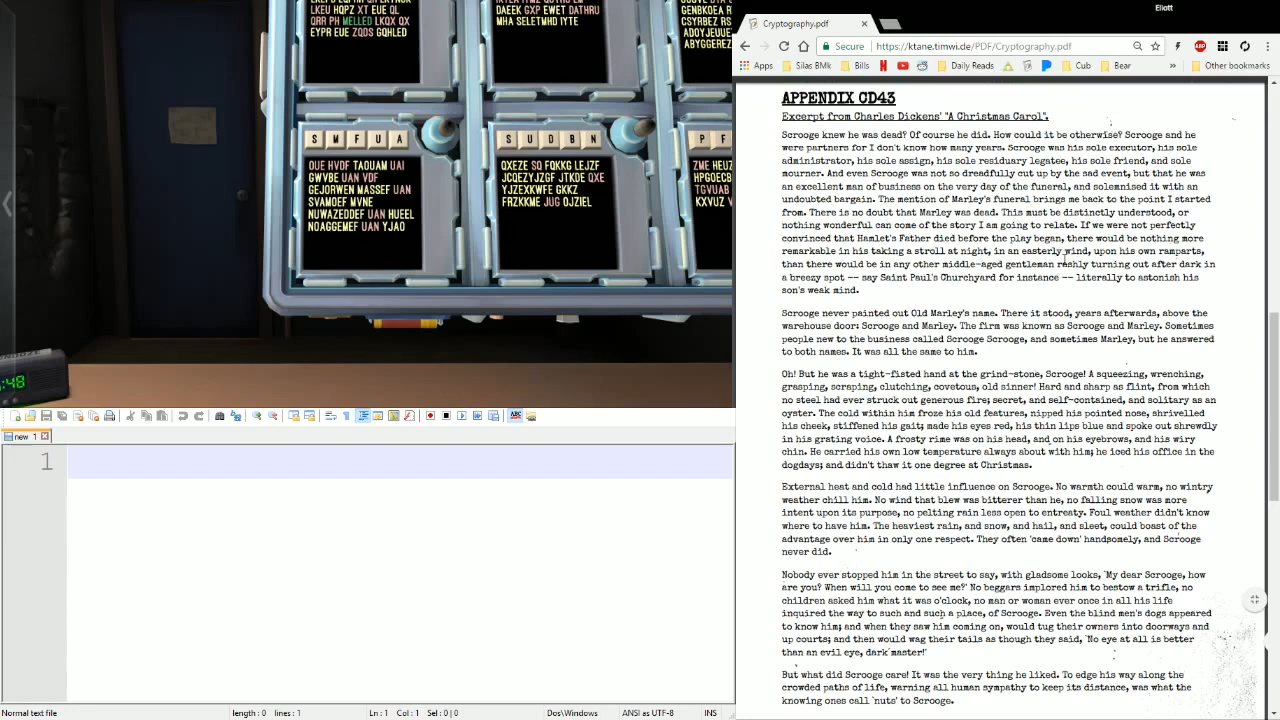 Eliott
LKEU HQPZ XT EUE QL
QRR PH MELLED LKQX QX
EYPR EUE ZQDS GQHLED
DAEEK GXP EWET DATHRU
MHA SELETMHD IYTE
S M F U A
OUE HVDF TAOUAM UAI
GWVBE UAN VDF
GEJORWEN MASSEF UAN
SVAMOEF MVNE
NUWAZEDDEF UAN HUEEL
NOAGGEMEF UAN YJAO
S U D B N
QXEZE SQ FQKKG LEJZF
JCQEZYJZGF JTKDE QXE
YJZEXKWFE GKKZ
FRZKKME JUG OJZIEL
P F
:48
Cryptography.pdf
Secure https://ktane.timwi.de/PDF/Cryptography.pdf
Apps Silas BMk Bills Daily Reads Cub Bear » Other bookmarks
APPENDIX CD43
Excerpt from Charles Dickens' "A Christmas Carol".
Scrooge knew he was dead? Of course he did. How could it be otherwise? Scrooge and he
were partners for I don't know how many years. Scrooge was his sole executor, his sole
administrator, his sole assign, his sole residuary legatee, his sole friend, and sole
mourner. And even Scrooge was not so dreadfully cut up by the sad event, but that he was
an excellent man of business on the very day of the funeral, and solemnised it with an
undoubted bargain. The mention of Marley's funeral brings me back to the point I started
from. There is no doubt that Marley was dead. This must be distinctly understood, or
nothing wonderful can come of the story I am going to relate. If we were not perfectly
convinced that Hamlet's Father died before the play began, there would be nothing more
remarkable in his taking a stroll at night, in an easterly wind, upon his own ramparts,
than there would be in any other middle-aged gentleman rashly turning out after dark in
a breezy spot -- say Saint Paul's Churchyard for instance -- literally to astonish his
son's weak mind.
Scrooge never painted out Old Marley's name. There it stood, years afterwards, above the
warehouse door: Scrooge and Marley. The firm was known as Scrooge and Marley. Sometimes
people new to the business called Scrooge Scrooge, and sometimes Marley, but he answered
to both names. It was all the same to him.
Oh! But he was a tight-fisted hand at the grind-stone, Scrooge! A squeezing, wrenching,
grasping, scraping, clutching, covetous, old sinner! Hard and sharp as flint, from which
no steel had ever struck out generous fire; secret, and self-contained, and solitary as an
oyster. The cold within him froze his old features, nipped his pointed nose, shrivelled
his cheek, stiffened his gait; made his eyes red, his thin lips blue and spoke out shrewdly
in his grating voice. A frosty rime was on his head, and on his eyebrows, and his wiry
chin. He carried his own low temperature always about with him; he iced his office in the
dogdays; and didn't thaw it one degree at Christmas.
External heat and cold had little influence on Scrooge. No warmth could warm, no wintry
weather chill him. No wind that blew was bitterer than he, no falling snow was more
intent upon its purpose, no pelting rain less open to entreaty. Foul weather didn't know
where to have him. The heaviest rain, and snow, and hail, and sleet, could boast of the
advantage over him in only one respect. They often 'came down' handsomely, and Scrooge
never did.
Nobody ever stopped him in the street to say, with gladsome looks, 'My dear Scrooge, how
are you? When will you come to see me?' No beggars implored him to bestow a trifle, no
children asked him what it was o'clock, no man or woman ever once in all his life
inquired the way to such and such a place, of Scrooge. Even the blind men's dogs appeared
to know him; and when they saw him coming on, would tug their owners into doorways and
up courts; and then would wag their tails as though they said, 'No eye at all is better
than an evil eye, dark master!'
But what did Scrooge care! It was the very thing he liked. To edge his way along the
crowded paths of life, warning all human sympathy to keep its distance, was what the
knowing ones call 'nuts' to Scrooge.
new 1
1
Normal text file length : 0 lines : 1 Ln : 1 Col : 1 Sel : 0 | 0 Dos\Windows ANSI as UTF-8 INS